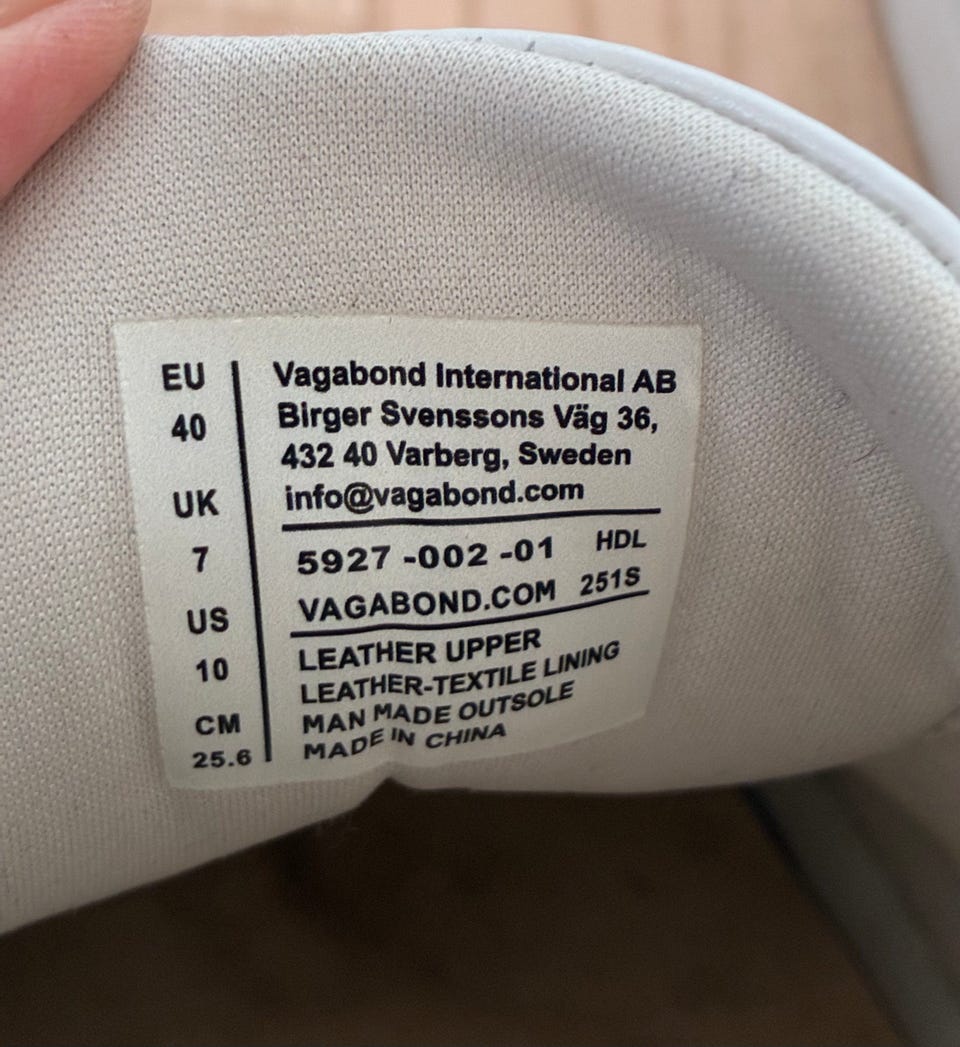 EU
40
UK
7
US
10
CM
25.6
Vagabond International AB
Birger Svenssons Väg 36,
432 40 Varberg, Sweden
info@vagabond.com
5927 -002 -01 HDL
VAGABOND.COM 251S
LEATHER UPPER
LEATHER-TEXTILE LINING
MAN MADE OUTSOLE
MADE IN CHINA